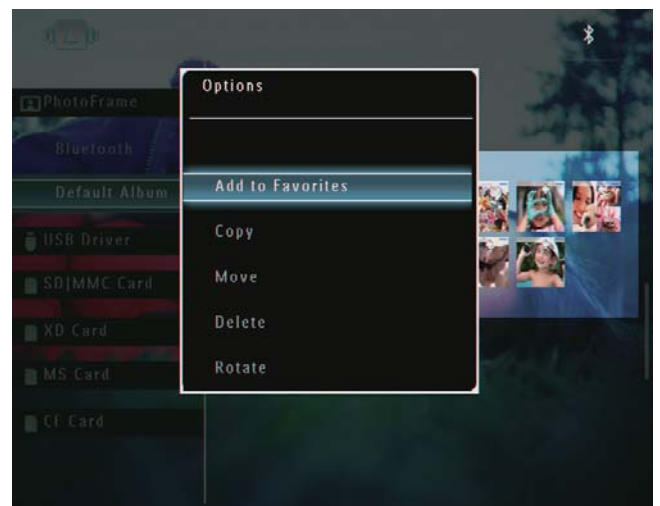 Options
PhotoFrame
Bluetooth
Add to Favorites
Default Album
Copy
USB Driver
Move
SD|MMC Card
Delete
XD Card
Rotate
MS Card
CF Card